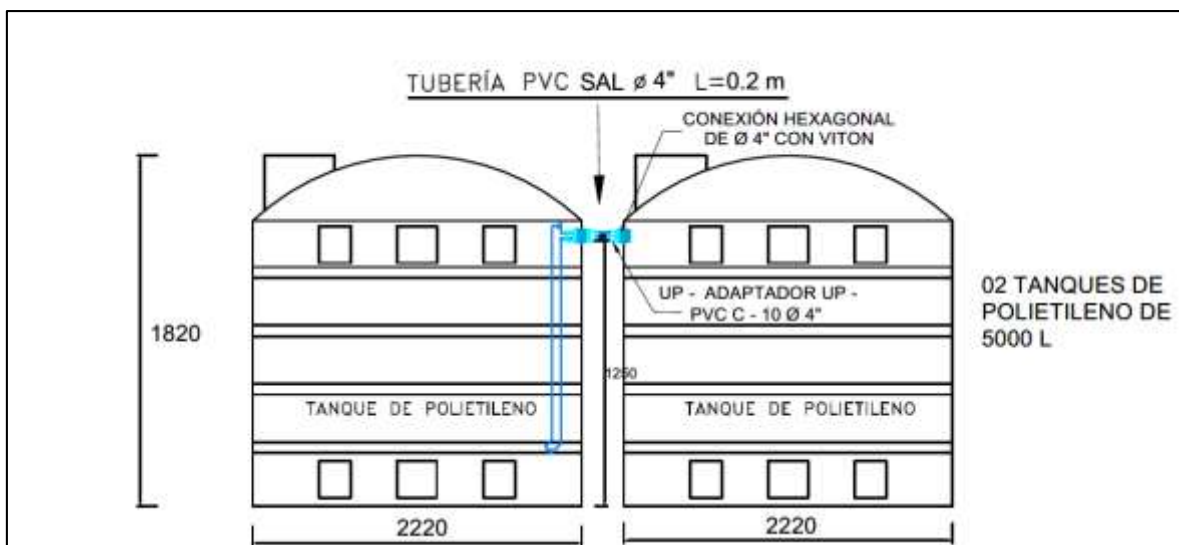 TUBERÍA PVC SAL ø 4" L=0.2 m
CONEXIÓN HEXAGONAL
DE Ø 4" CON VITON
UP - ADAPTADOR UP -
PVC C - 10 Ø 4"
02 TANQUES DE
POLIETILENO DE
5000 L
1820
1250
TANQUE DE POLIETILENO
TANQUE DE POLIETILENO
2220
2220